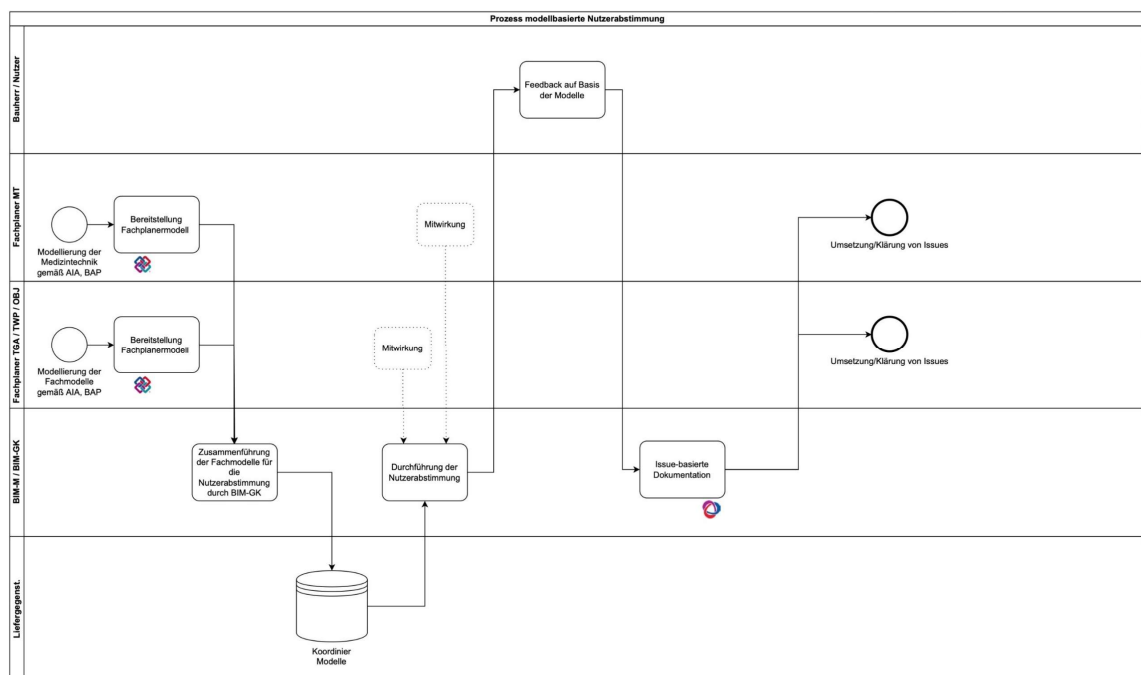 Prozess modellbasierte Nutzerabstimmung
Bauherr / Nutzer
Feedback auf Basis
der Modelle
Fachplaner MT
Modellierung der
Medizintechnik
gemäß AIA, BAP
Bereitstellung
Fachplanermodell
Mitwirkung
Umsetzung/Klärung von Issues
Fachplaner TGA / TWP / OBJ
Modellierung der
Fachmodelle
gemäß AIA, BAP
Bereitstellung
Fachplanermodell
Mitwirkung
Umsetzung/Klärung von Issues
BIM-M / BIM-GK
Zusammenführung
der Fachmodelle für
die
Nutzerabstimmung
durch BIM-GK
Durchführung der
Nutzerabstimmung
Issue-basierte
Dokumentation
Liefergegenst.
Koordinier
Modelle